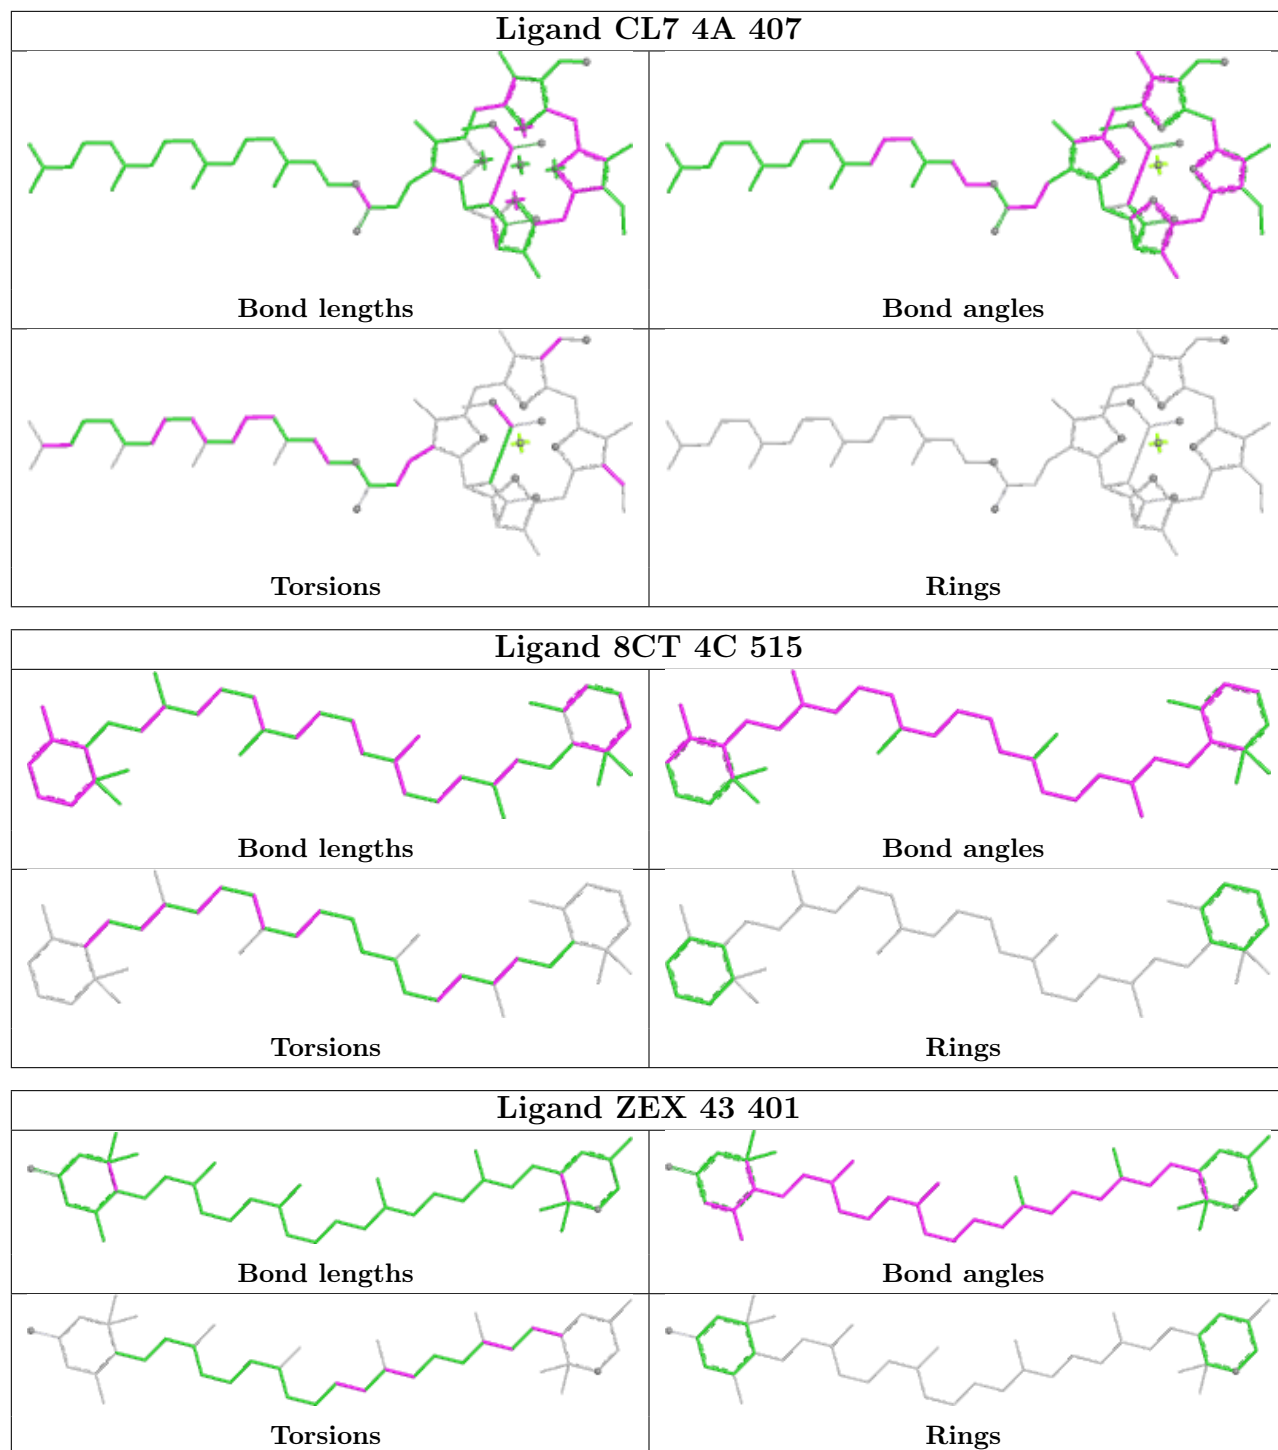 Ligand CL7 4A 407
Bond lengths
Bond angles
Torsions
Rings
Ligand 8CT 4C 515
Bond lengths
Bond angles
Torsions
Rings
Ligand ZEX 43 401
Bond lengths
Bond angles
Torsions
Rings